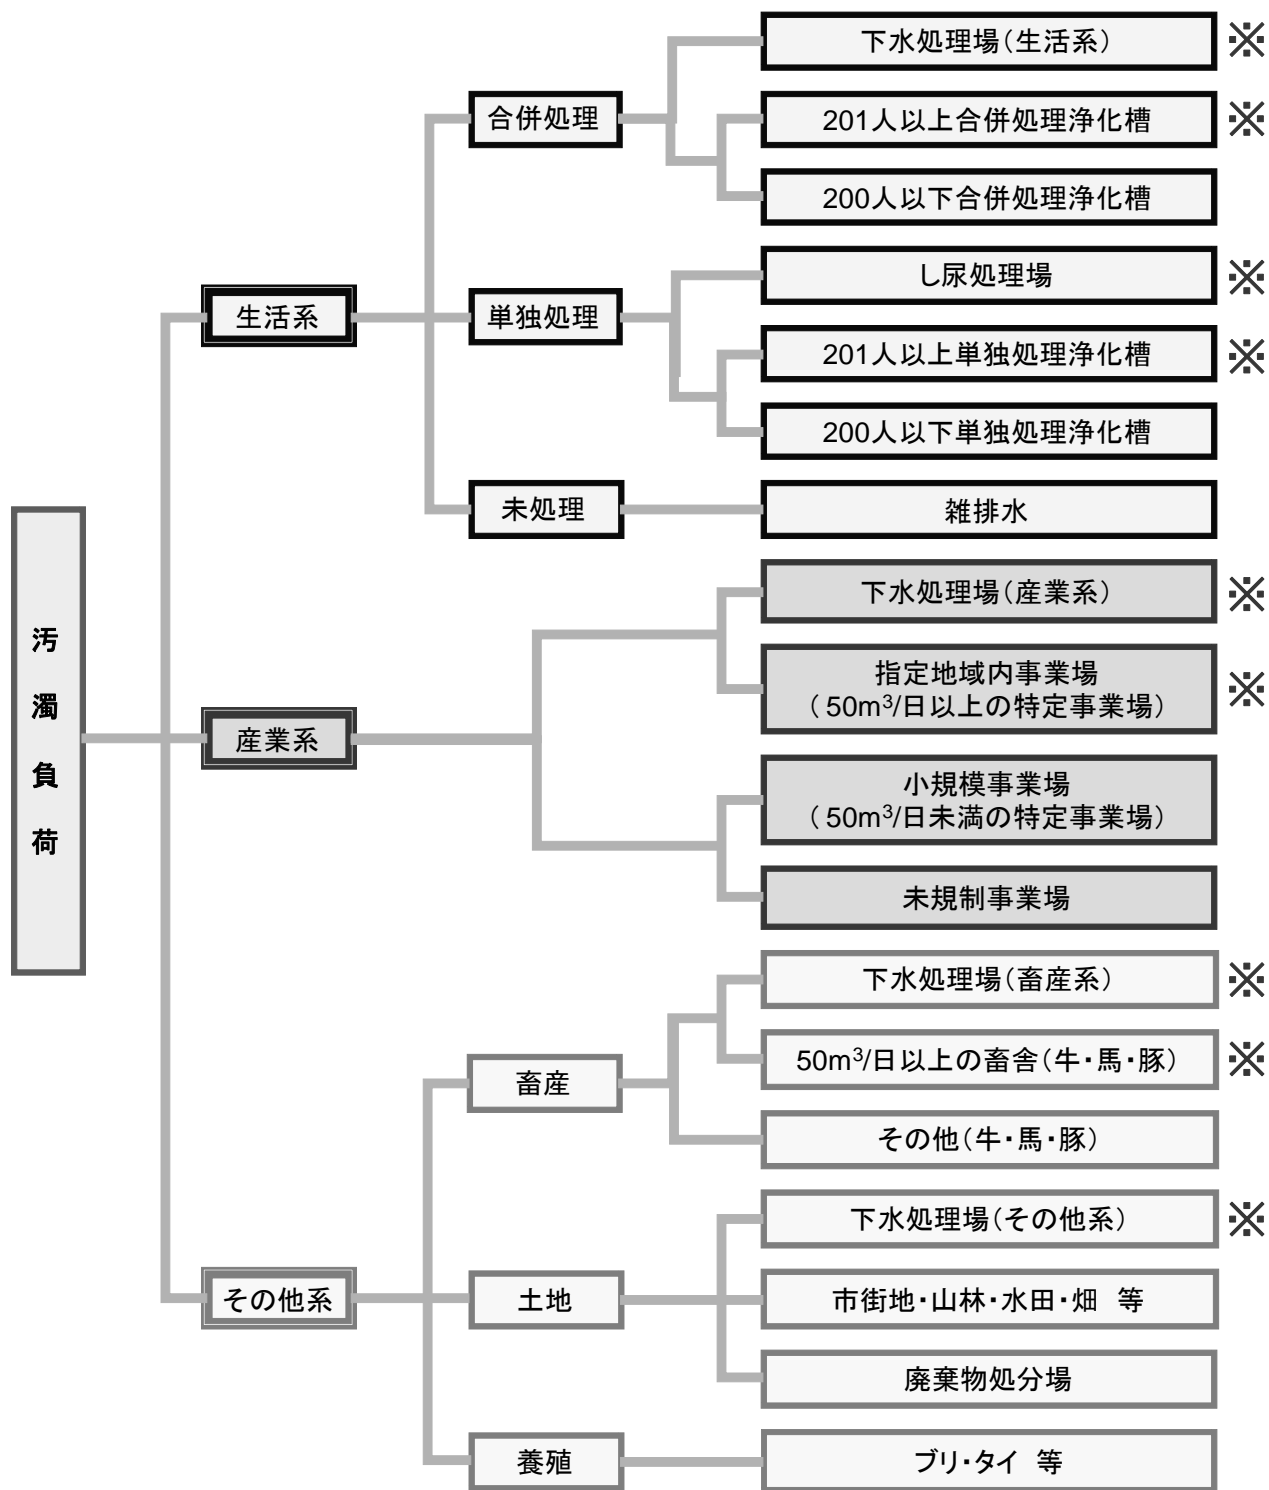 汚濁負荷
生活系
合併処理
下水処理場(生活系) ※
201人以上合併処理浄化槽 ※
200人以下合併処理浄化槽
単独処理
し尿処理場 ※
201人以上単独処理浄化槽 ※
200人以下単独処理浄化槽
未処理
雑排水
産業系
下水処理場(産業系) ※
指定地域内事業場 ※
(50m³/日以上の特定事業場)
小規模事業場
(50m³/日未満の特定事業場)
未規制事業場
その他系
畜産
下水処理場(畜産系) ※
50m³/日以上の畜舎(牛・馬・豚) ※
その他(牛・馬・豚)
土地
下水処理場(その他系) ※
市街地・山林・水田・畑 等
廃棄物処分場
養殖
ブリ・タイ 等